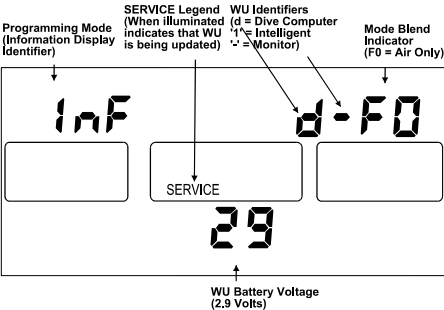 Programming Mode
(Information Display
Identifier)
SERVICE Legend
(When illuminated
indicates that WU
is being updated)
WU Identifiers
(d = Dive Computer
'1' = Intelligent
'-' = Monitor)
Mode Blend
Indicator
(F0 = Air Only)
InF
d-F0
SERVICE
29
WU Battery Voltage
(2.9 Volts)